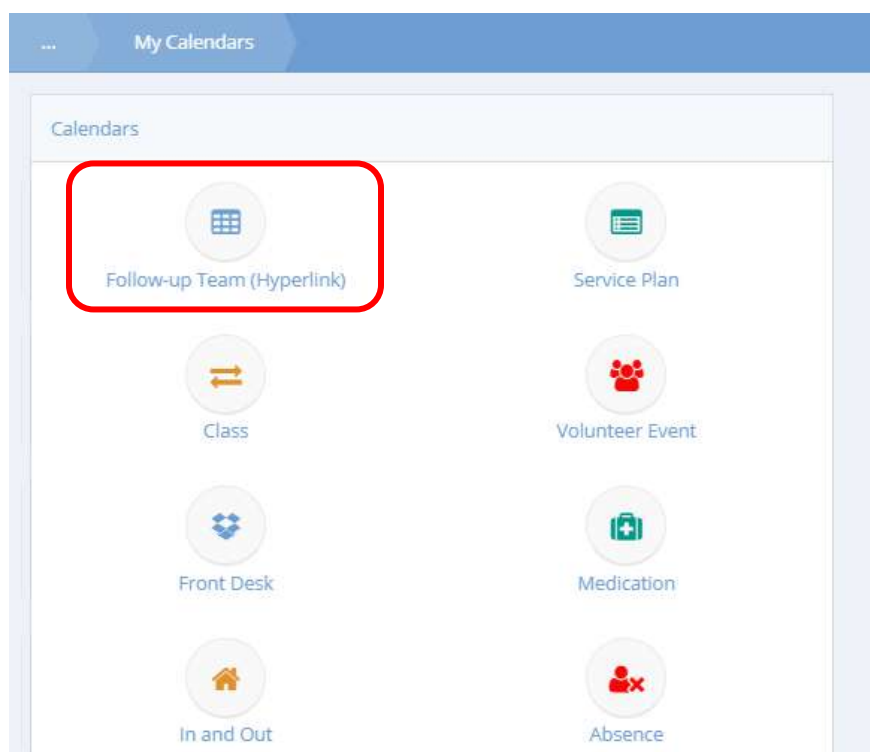 ... My Calendars
Calendars
Follow-up Team (Hyperlink) Service Plan
Class Volunteer Event
Front Desk Medication
In and Out Absence